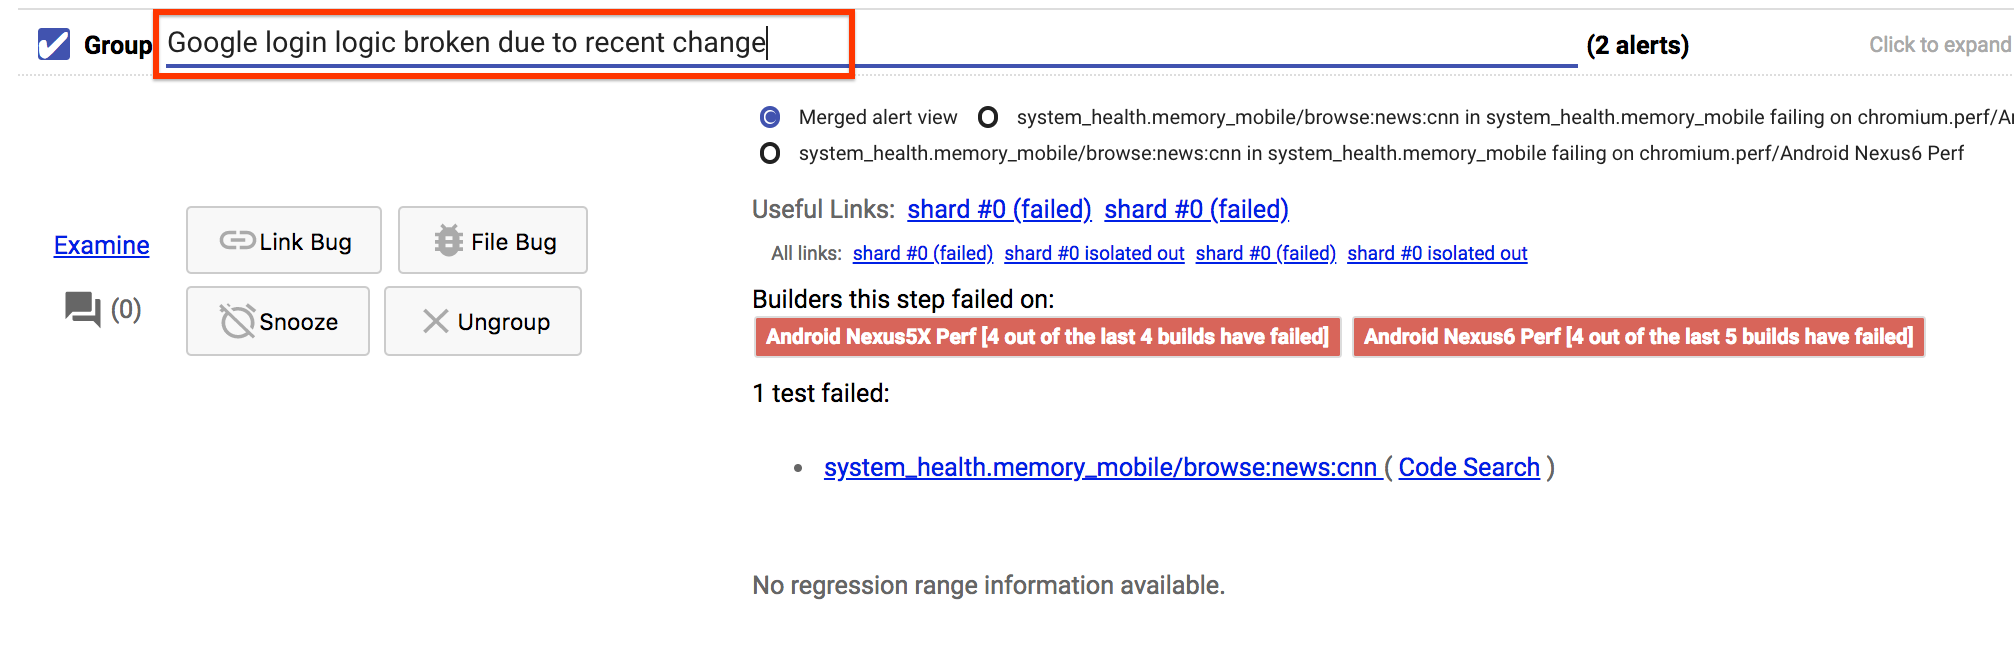 Group Google login logic broken due to recent change (2 alerts) Click to expand
Merged alert view system_health.memory_mobile/browse:news:cnn in system_health.memory_mobile failing on chromium.perf/
system_health.memory_mobile/browse:news:cnn in system_health.memory_mobile failing on chromium.perf/Android Nexus6 Perf
Useful Links: shard #0 (failed) shard #0 (failed)
Examine Link Bug File Bug
All links: shard #0 (failed) shard #0 isolated out shard #0 (failed) shard #0 isolated out
Builders this step failed on:
(0) Snooze Ungroup
Android Nexus5X Perf [4 out of the last 4 builds have failed] Android Nexus6 Perf [4 out of the last 5 builds have failed]
1 test failed:
• system_health.memory_mobile/browse:news:cnn ( Code Search )
No regression range information available.